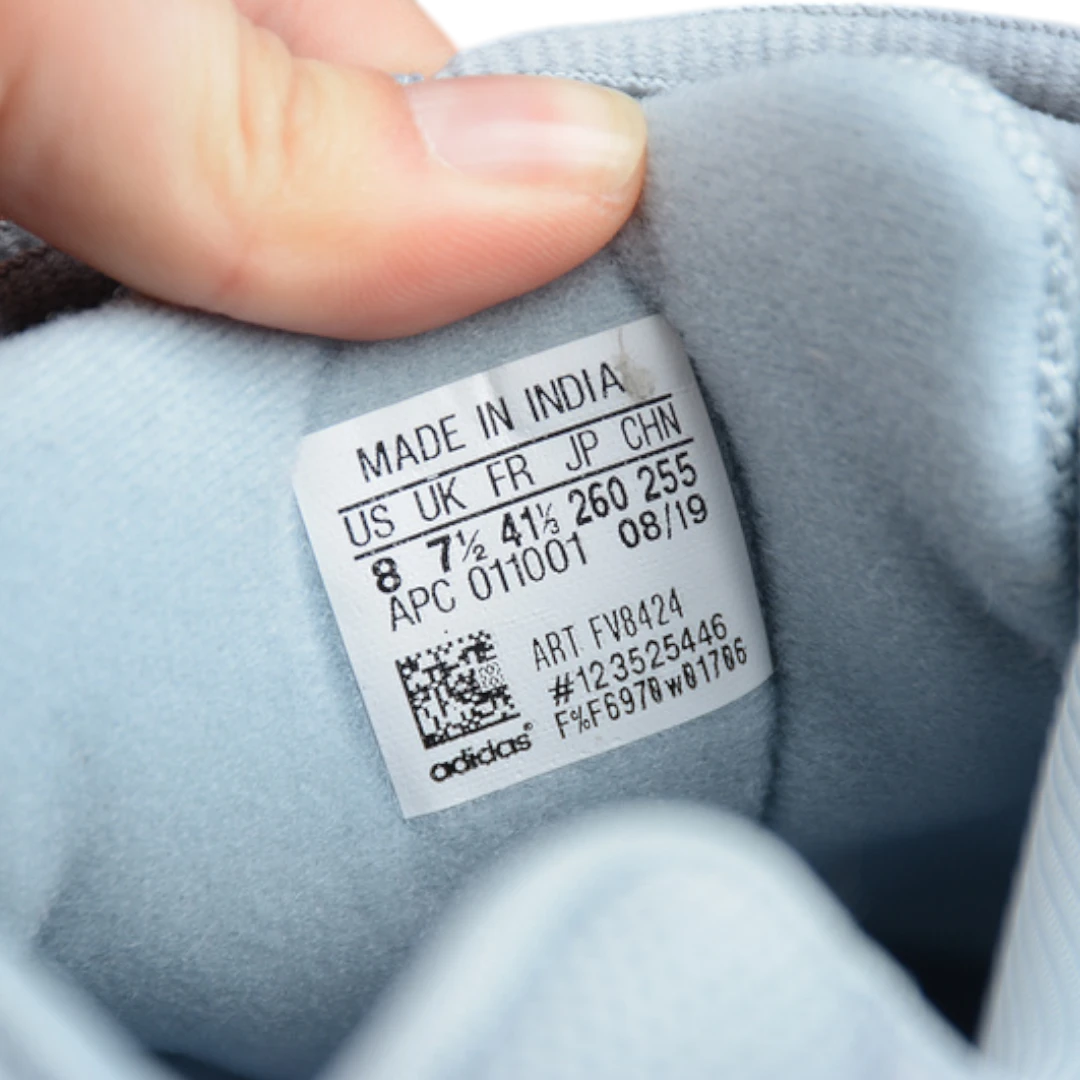 MADE IN INDIA
US UK FR JP CHN
8 7½ 41⅓ 260 255
APC 011001 08/19
ART FV8424
#123525446
F%F6970w01706
adidas®